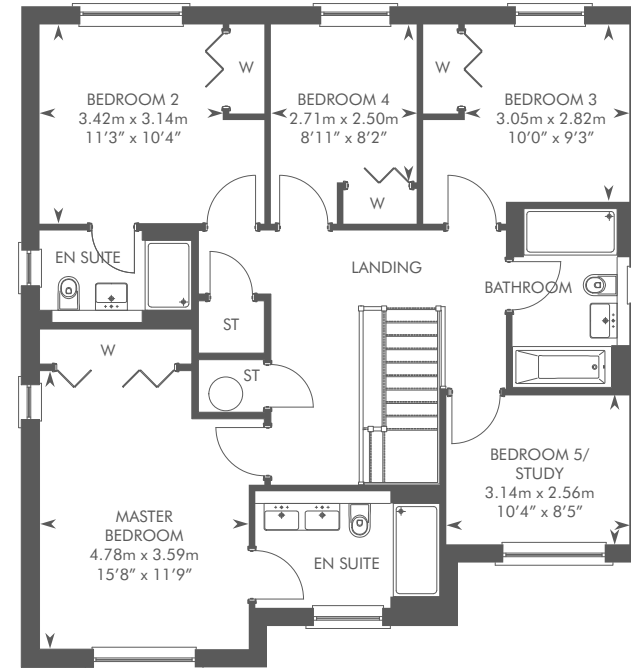 W
BEDROOM 2
3.42m x 3.14m
11'3” x 10'4”
BEDROOM 4
2.71m x 2.50m
8'11” x 8'2”
W
W
BEDROOM 3
3.05m x 2.82m
10'0” x 9'3”
EN SUITE
LANDING
BATHROOM
ST
W
ST
BEDROOM 5/
STUDY
3.14m x 2.56m
10'4” x 8'5”
MASTER
BEDROOM
4.78m x 3.59m
15'8” x 11'9”
EN SUITE